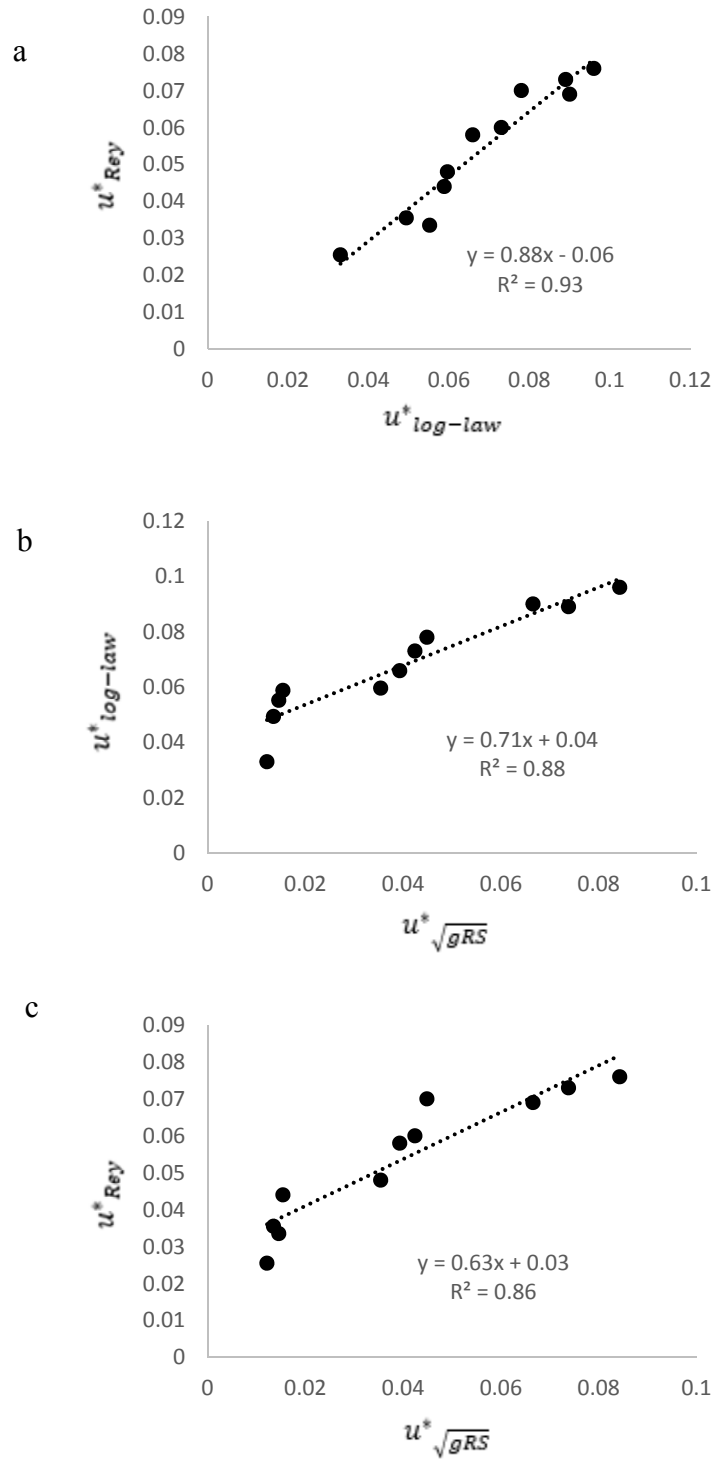 a
0.09
0.08
0.07
0.06
0.05
0.04
0.03
0.02
0.01
0
u*Rey
y = 0.88x - 0.06
R² = 0.93
0 0.02 0.04 0.06 0.08 0.1 0.12
u*log−law
b
0.12
0.1
0.08
0.06
0.04
0.02
0
u*log−law
y = 0.71x + 0.04
R² = 0.88
0 0.02 0.04 0.06 0.08 0.1
u*√gRS
c
0.09
0.08
0.07
0.06
0.05
0.04
0.03
0.02
0.01
0
u*Rey
y = 0.63x + 0.03
R² = 0.86
0 0.02 0.04 0.06 0.08 0.1
u*√gRS